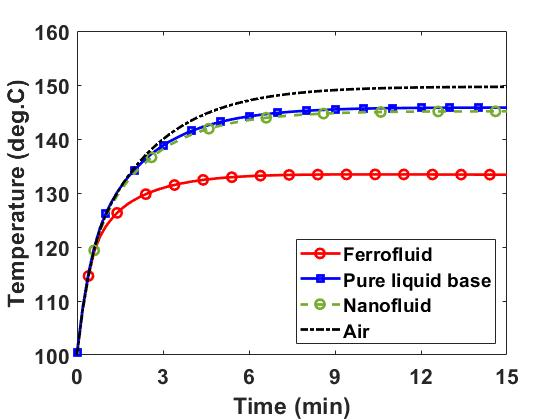 160
150
140
130
120
110
100
Temperature (deg.C)
Ferrofluid
Pure liquid base
Nanofluid
Air
0 3 6 9 12 15
Time (min)